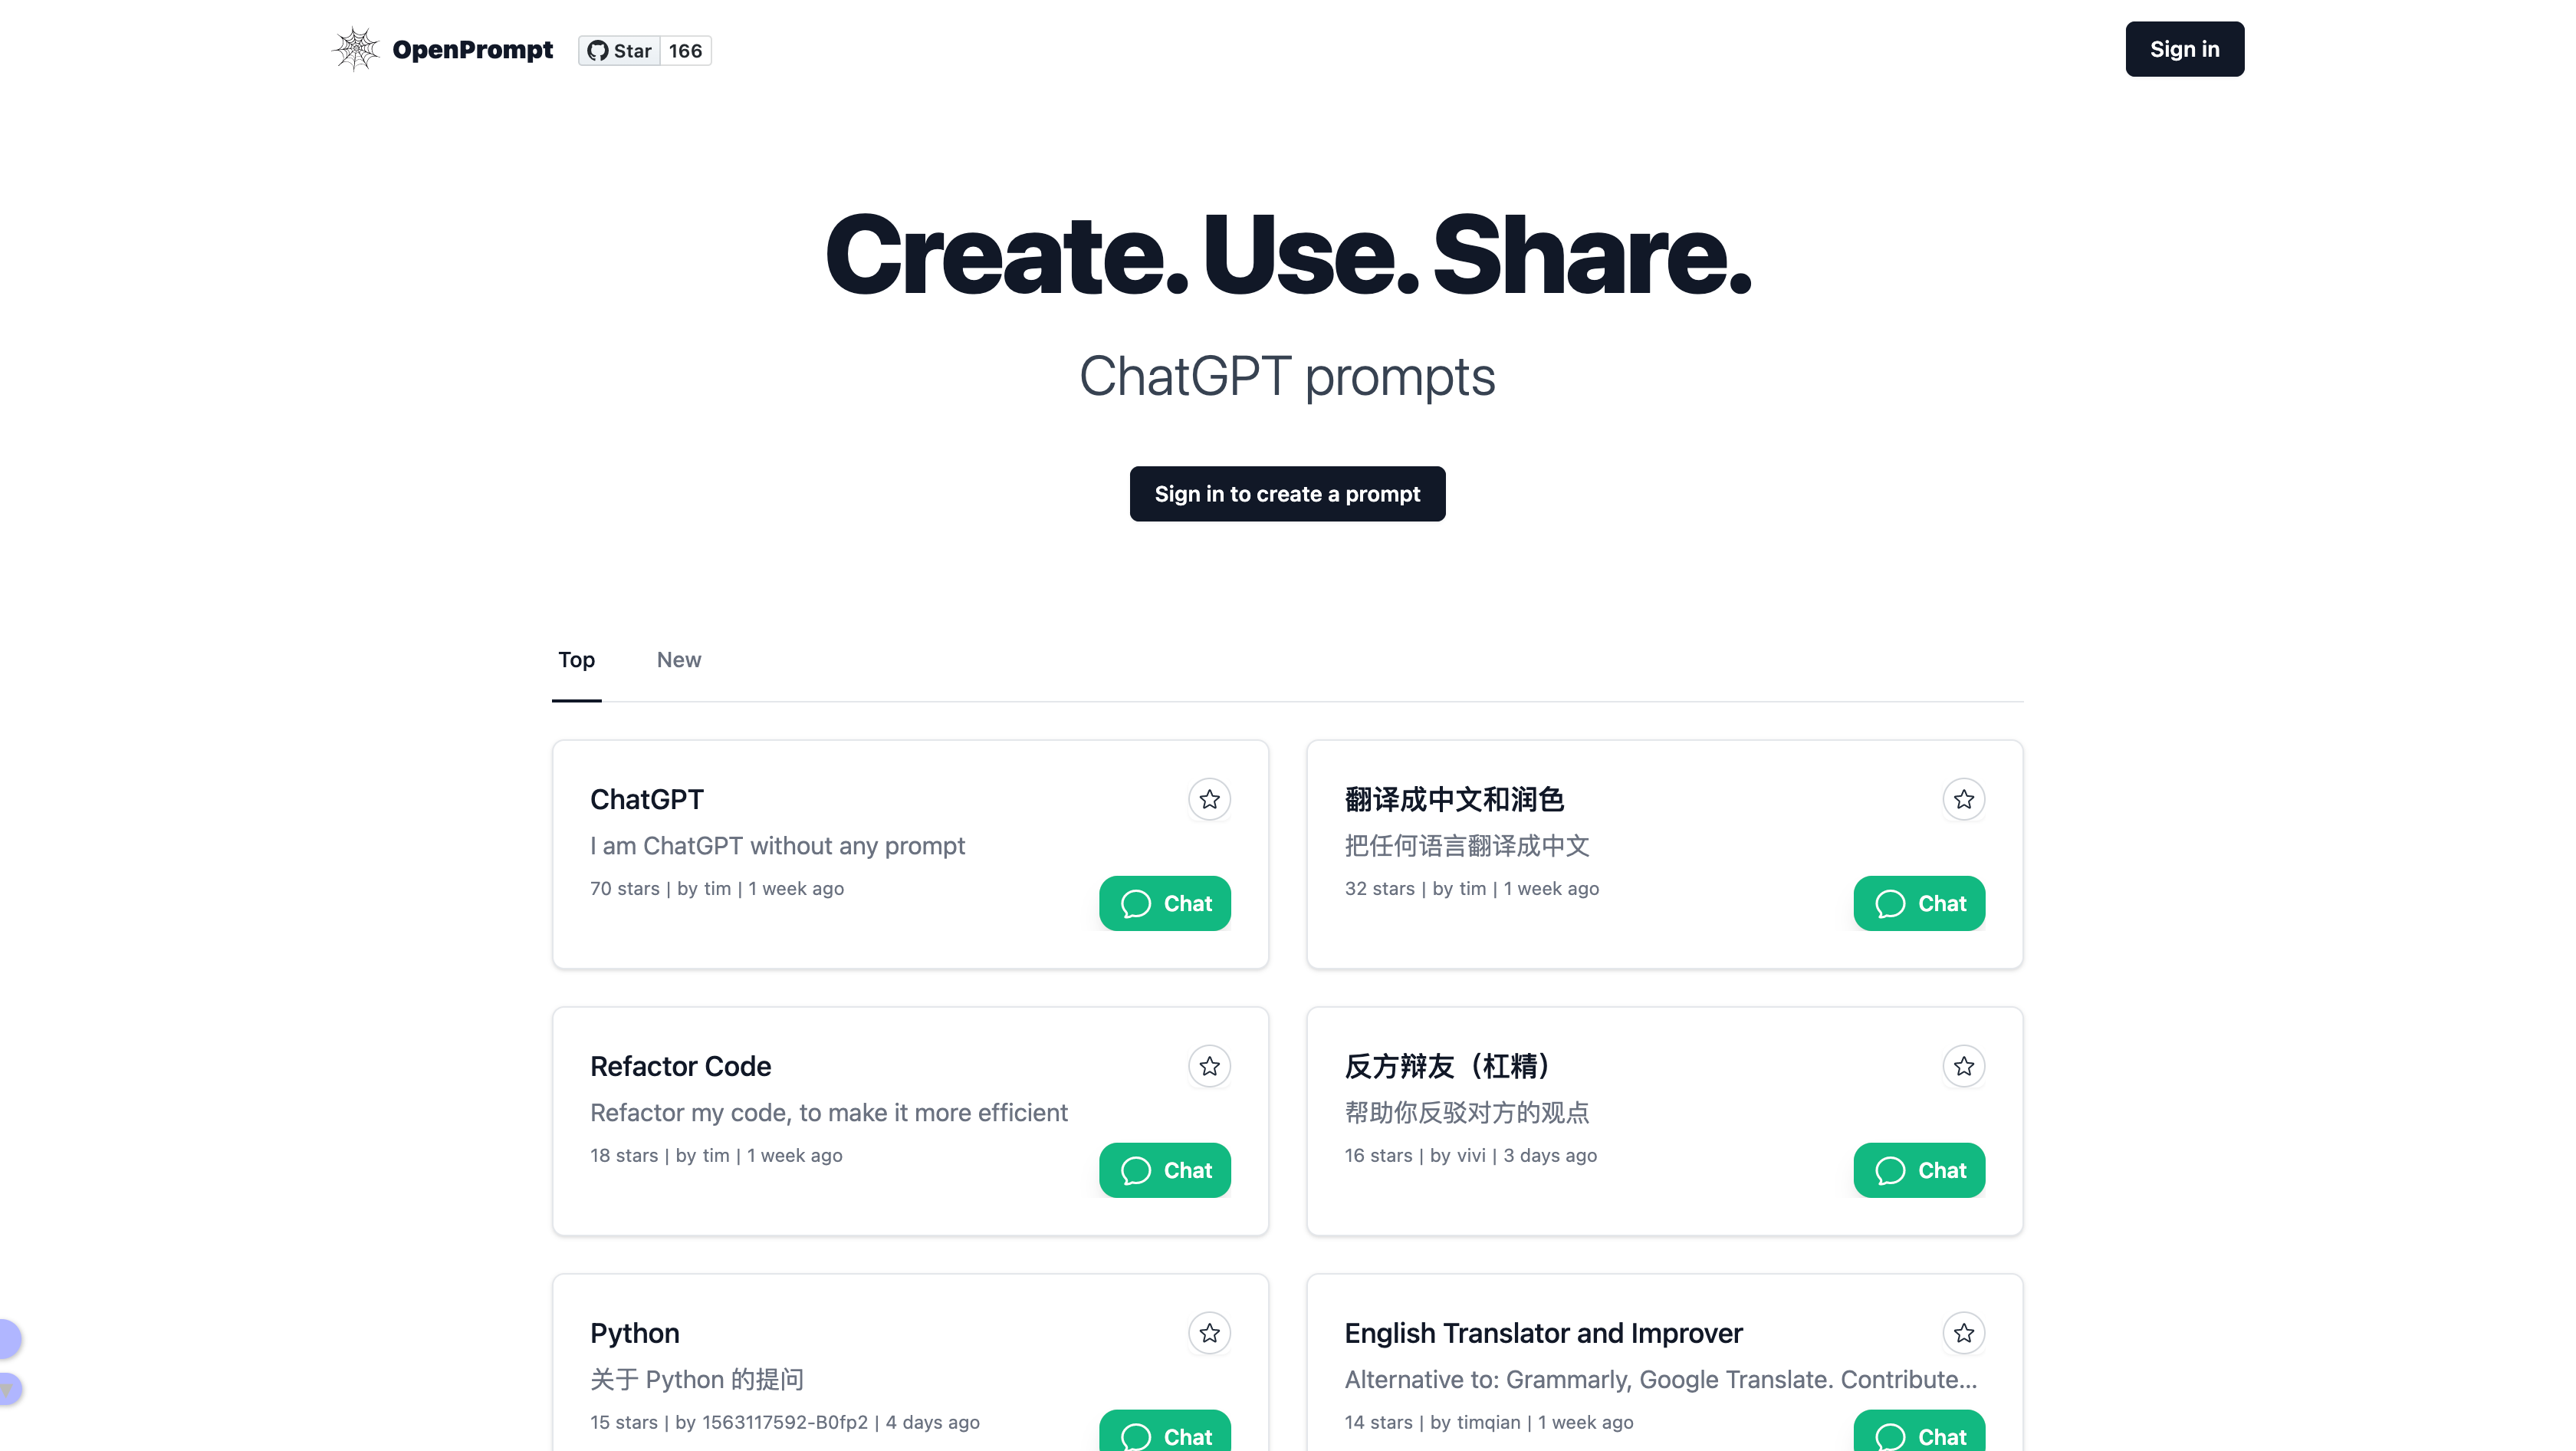 OpenPrompt
Star 166
Sign in
Create. Use. Share.
ChatGPT prompts
Sign in to create a prompt
Top New
ChatGPT
I am ChatGPT without any prompt
70 stars | by tim | 1 week ago
Chat
翻译成中文和润色
把任何语言翻译成中文
32 stars | by tim | 1 week ago
Chat
Refactor Code
Refactor my code, to make it more efficient
18 stars | by tim | 1 week ago
Chat
反方辩友（杠精）
帮助你反驳对方的观点
16 stars | by vivi | 3 days ago
Chat
Python
关于 Python 的提问
15 stars | by 1563117592-B0fp2 | 4 days ago
Chat
English Translator and Improver
Alternative to: Grammarly, Google Translate. Contribute...
14 stars | by timqian | 1 week ago
Chat